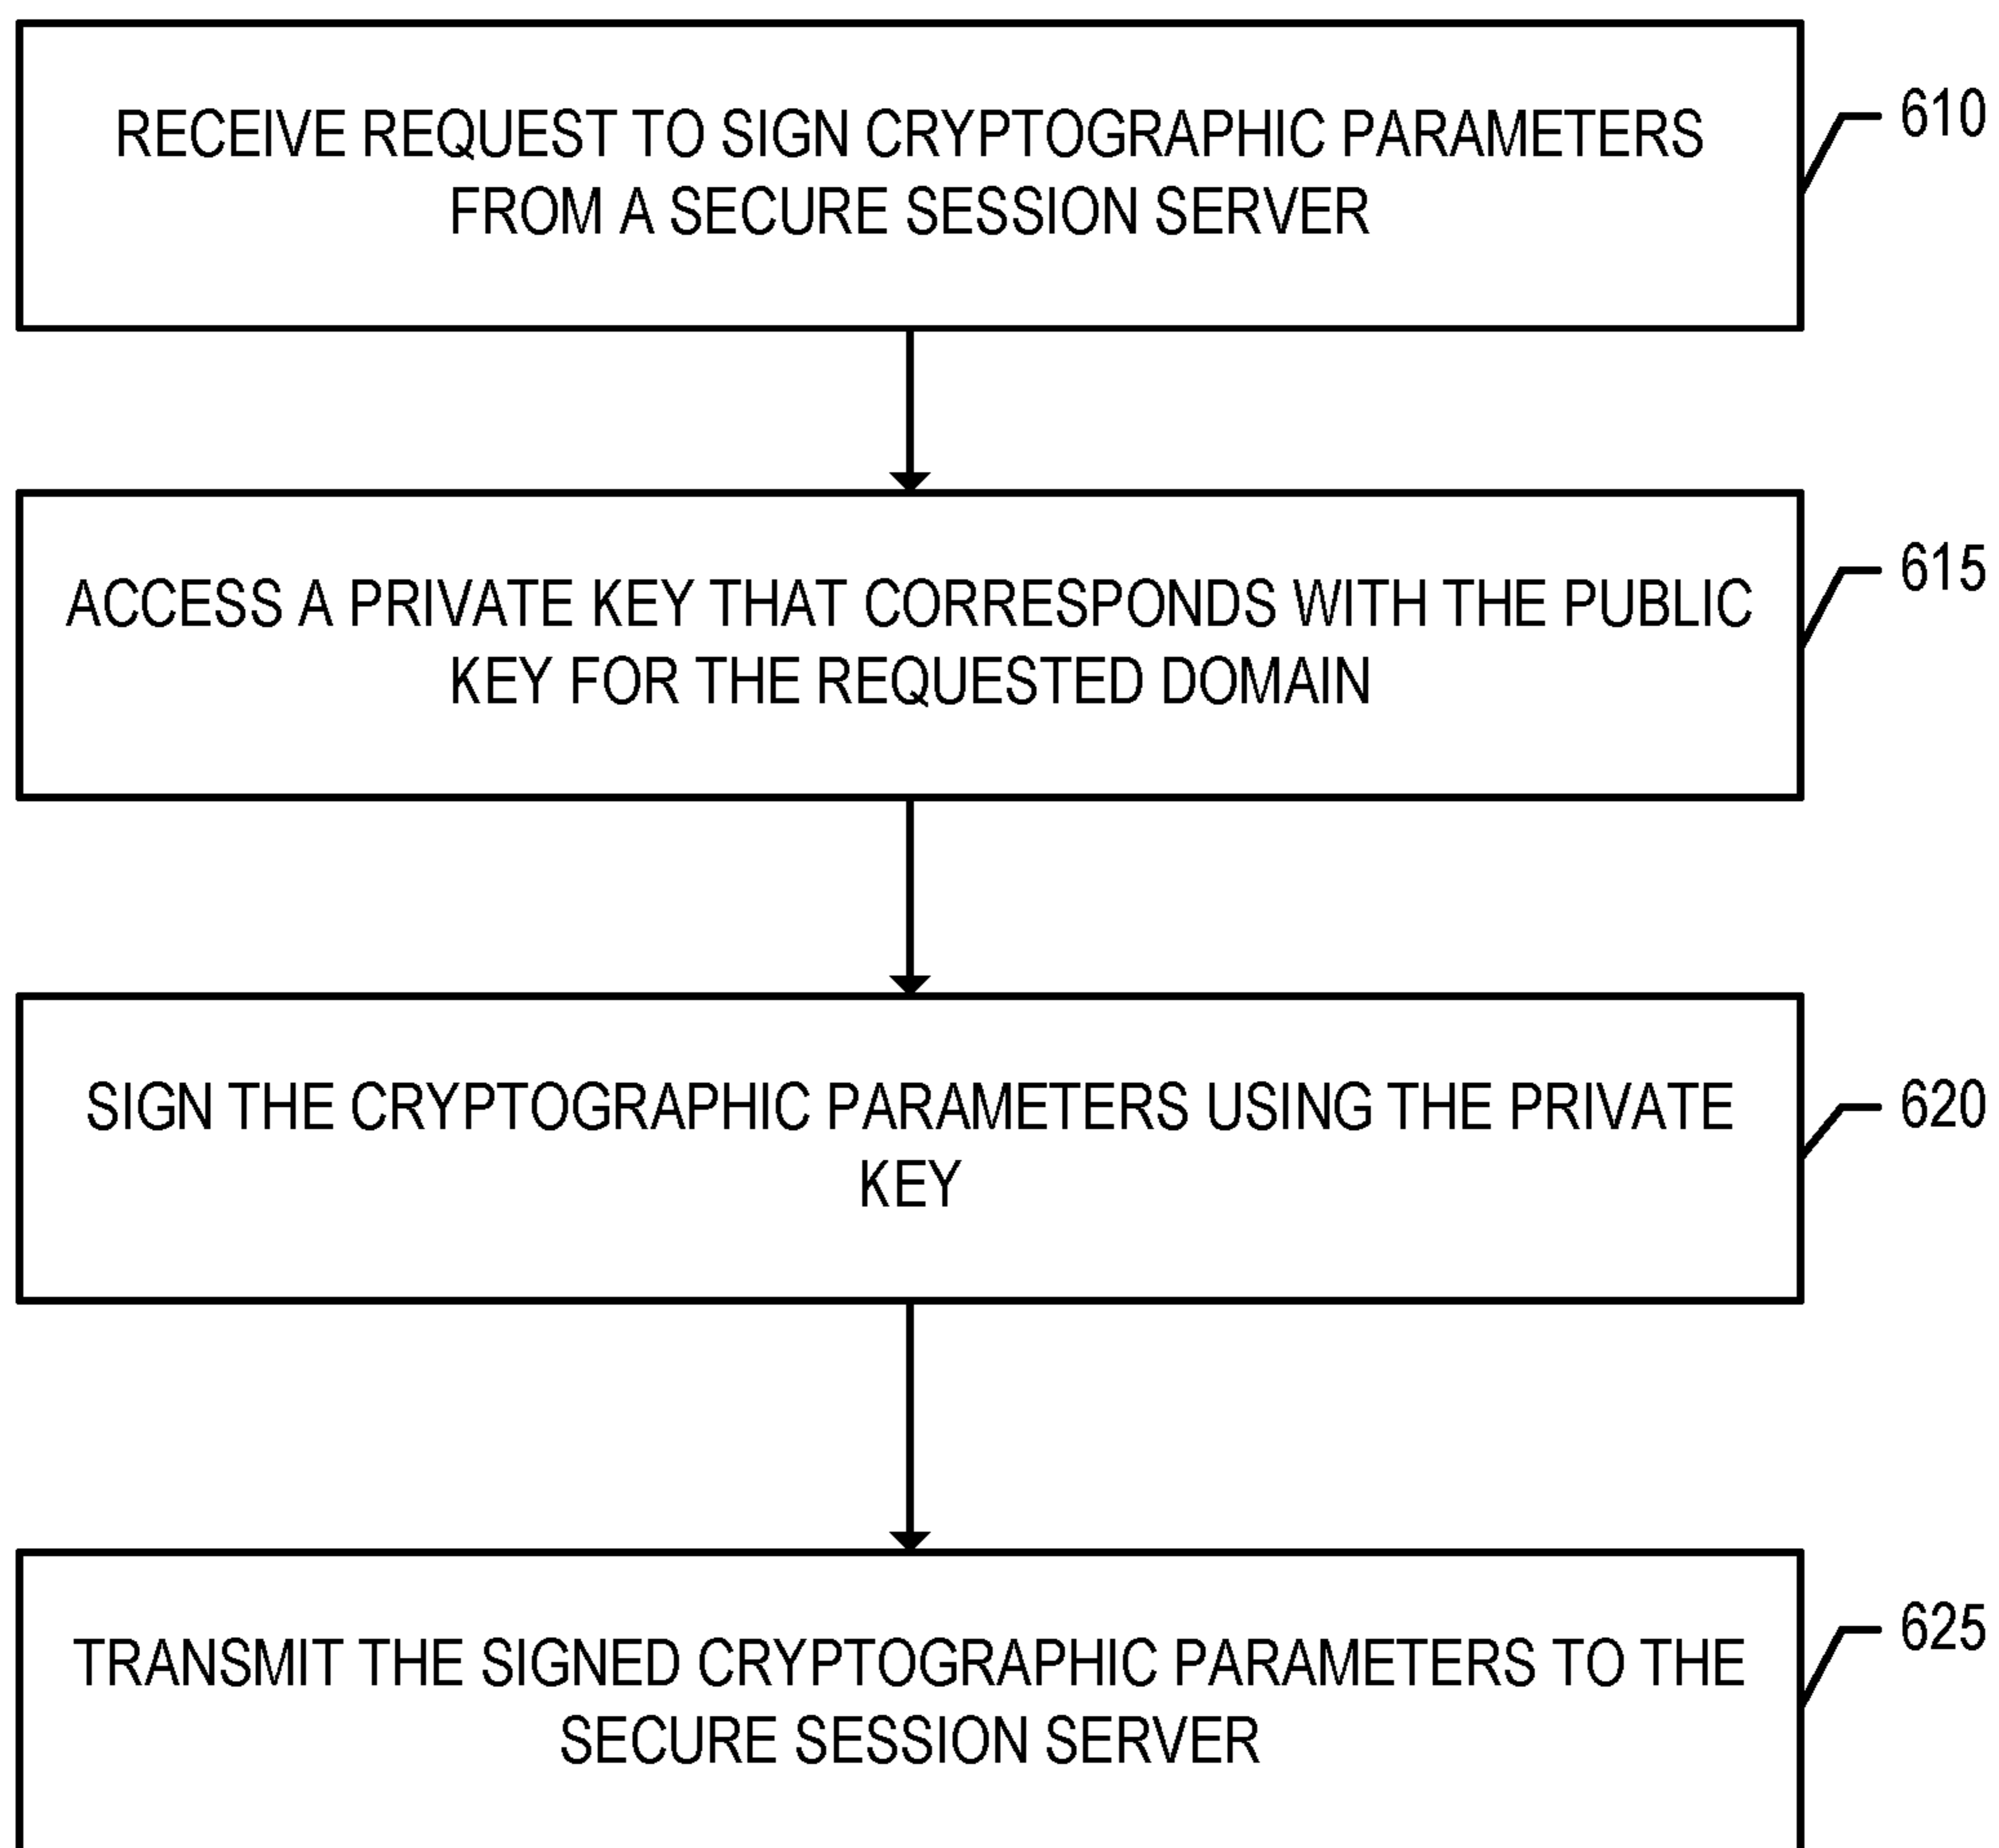 RECEIVE REQUEST TO SIGN CRYPTOGRAPHIC PARAMETERS
FROM A SECURE SESSION SERVER
610
ACCESS A PRIVATE KEY THAT CORRESPONDS WITH THE PUBLIC
KEY FOR THE REQUESTED DOMAIN
615
SIGN THE CRYPTOGRAPHIC PARAMETERS USING THE PRIVATE
KEY
620
TRANSMIT THE SIGNED CRYPTOGRAPHIC PARAMETERS TO THE
SECURE SESSION SERVER
625